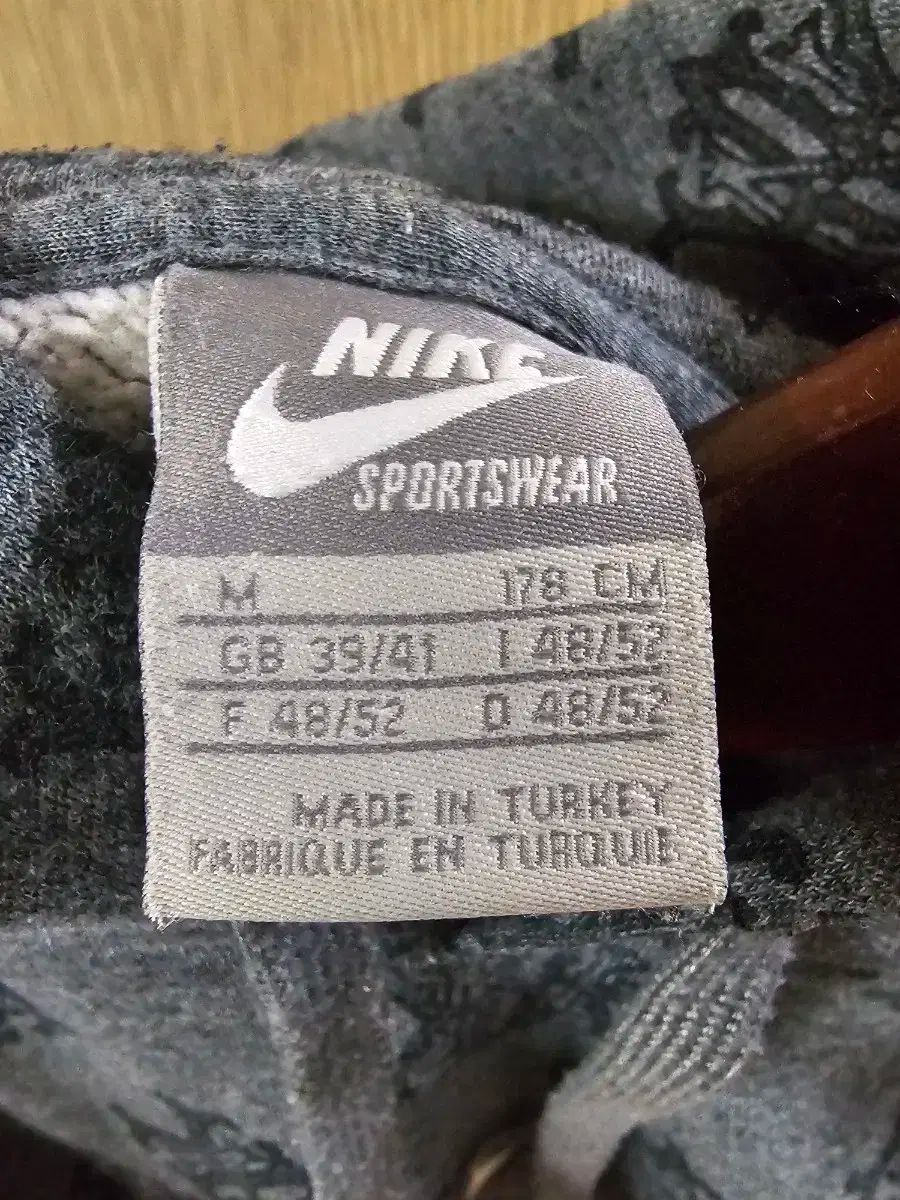 NIKE
SPORTSWEAR
M 178 CM
GB 39/41 I 48/52
F 48/52 D 48/52
MADE IN TURKEY
FABRIQUE EN TURQUIE